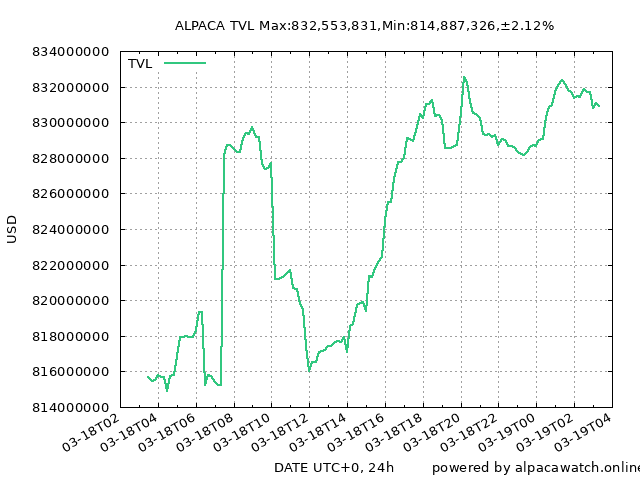 ALPACA TVL Max:832,553,831,Min:814,887,326,±2.12%
TVL
834000000
832000000
830000000
828000000
826000000
824000000
822000000
820000000
818000000
816000000
814000000
USD
03-18T02
03-18T04
03-18T06
03-18T08
03-18T10
03-18T12
03-18T14
03-18T16
03-18T18
03-18T20
03-18T22
03-19T00
03-19T02
03-19T04
DATE UTC+0, 24h
powered by alpacawatch.online